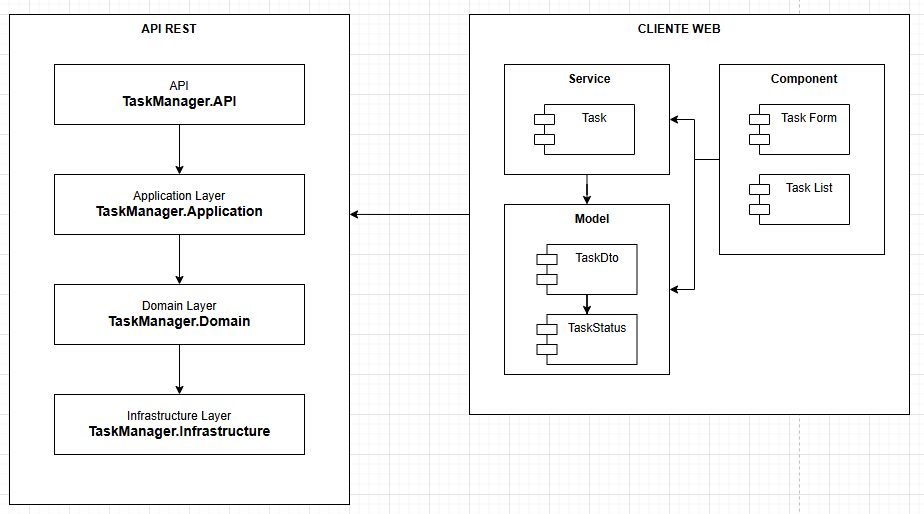 API REST
API
TaskManager.API
Application Layer
TaskManager.Application
Domain Layer
TaskManager.Domain
Infrastructure Layer
TaskManager.Infrastructure
CLIENTE WEB
Service
Task
Model
TaskDto
TaskStatus
Component
Task Form
Task List